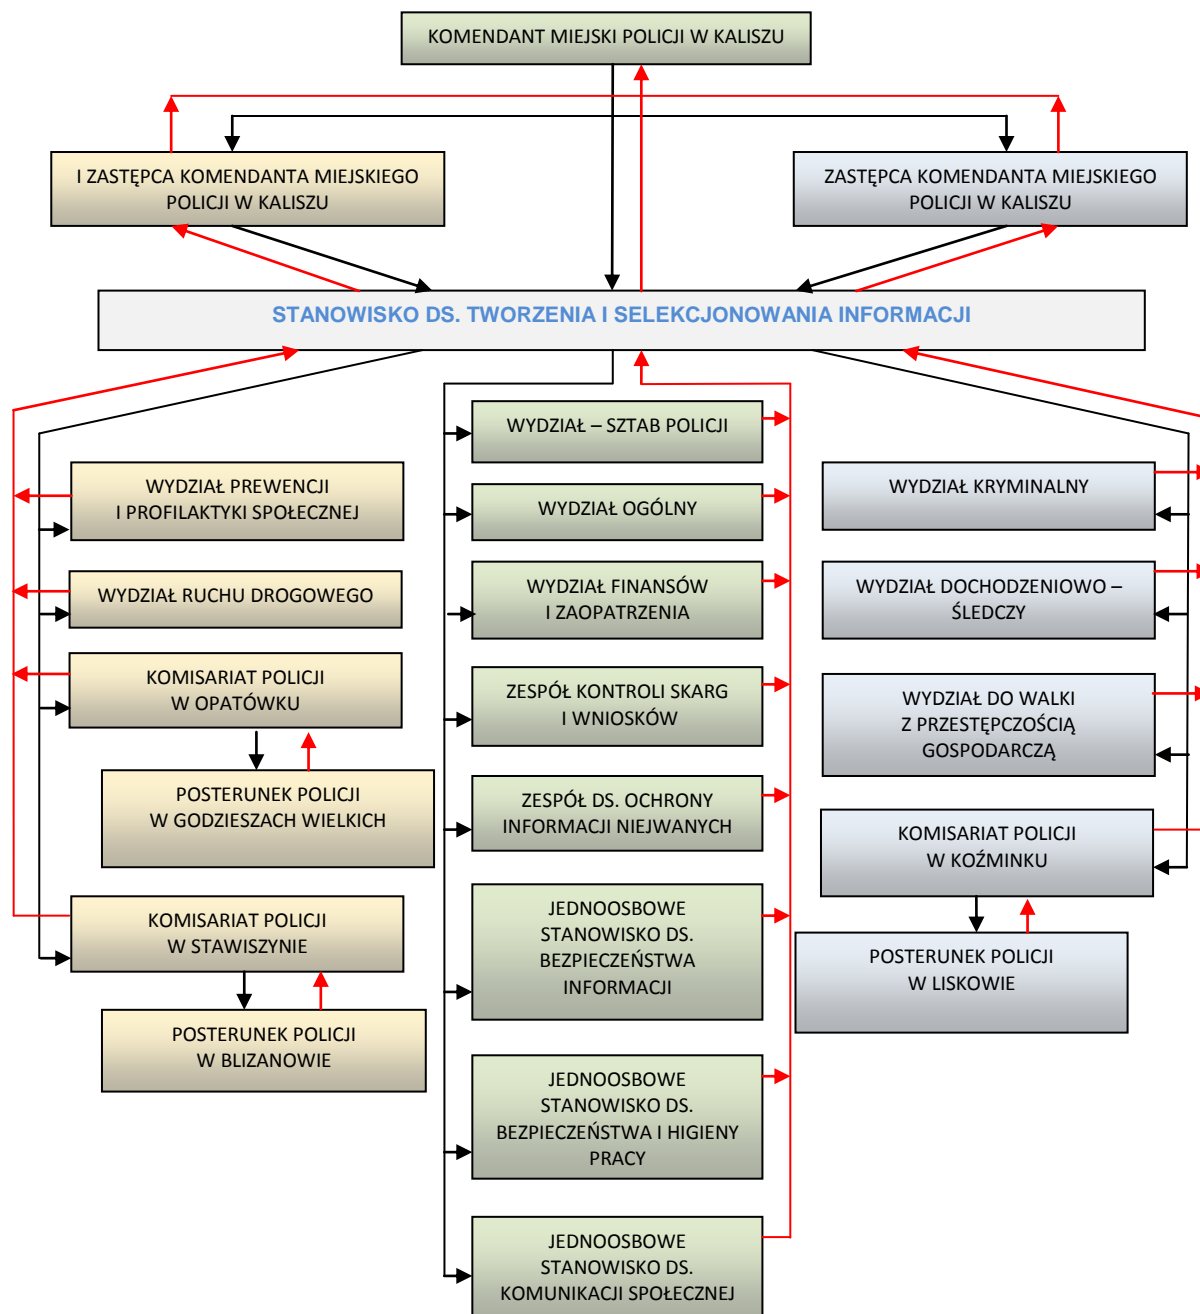 KOMENDANT MIEJSKI POLICJI W KALISZU
I ZASTĘPCA KOMENDANTA MIEJSKIEGO
POLICJI W KALISZU
ZASTĘPCA KOMENDANTA MIEJSKIEGO
POLICJI W KALISZU
STANOWISKO DS. TWORZENIA I SELEKCJONOWANIA INFORMACJI
WYDZIAŁ PREWENCJI
I PROFILAKTYKI SPOŁECZNEJ
WYDZIAŁ RUCHU DROGOWEGO
KOMISARIAT POLICJI
W OPATÓWKU
POSTERUNEK POLICJI
W GODZIESZACH WIELKICH
KOMISARIAT POLICJI
W STAWISZYNIE
POSTERUNEK POLICJI
W BLIZANOWIE
WYDZIAŁ – SZTAB POLICJI
WYDZIAŁ OGÓLNY
WYDZIAŁ FINANSÓW
I ZAOPATRZENIA
ZESPÓŁ KONTROLI SKARG
I WNIOSKÓW
ZESPÓŁ DS. OCHRONY
INFORMACJI NIEJWANYCH
JEDNOOSBOWE
STANOWISKO DS.
BEZPIECZEŃSTWA
INFORMACJI
JEDNOOSBOWE
STANOWISKO DS.
BEZPIECZEŃSTWA I HIGIENY
PRACY
JEDNOOSBOWE
STANOWISKO DS.
KOMUNIKACJI SPOŁECZNEJ
WYDZIAŁ KRYMINALNY
WYDZIAŁ DOCHODZENIOWO –
ŚLEDCZY
WYDZIAŁ DO WALKI
Z PRZESTĘPCZOŚCIĄ
GOSPODARCZĄ
KOMISARIAT POLICJI
W KOŹMINKU
POSTERUNEK POLICJI
W LISKOWIE